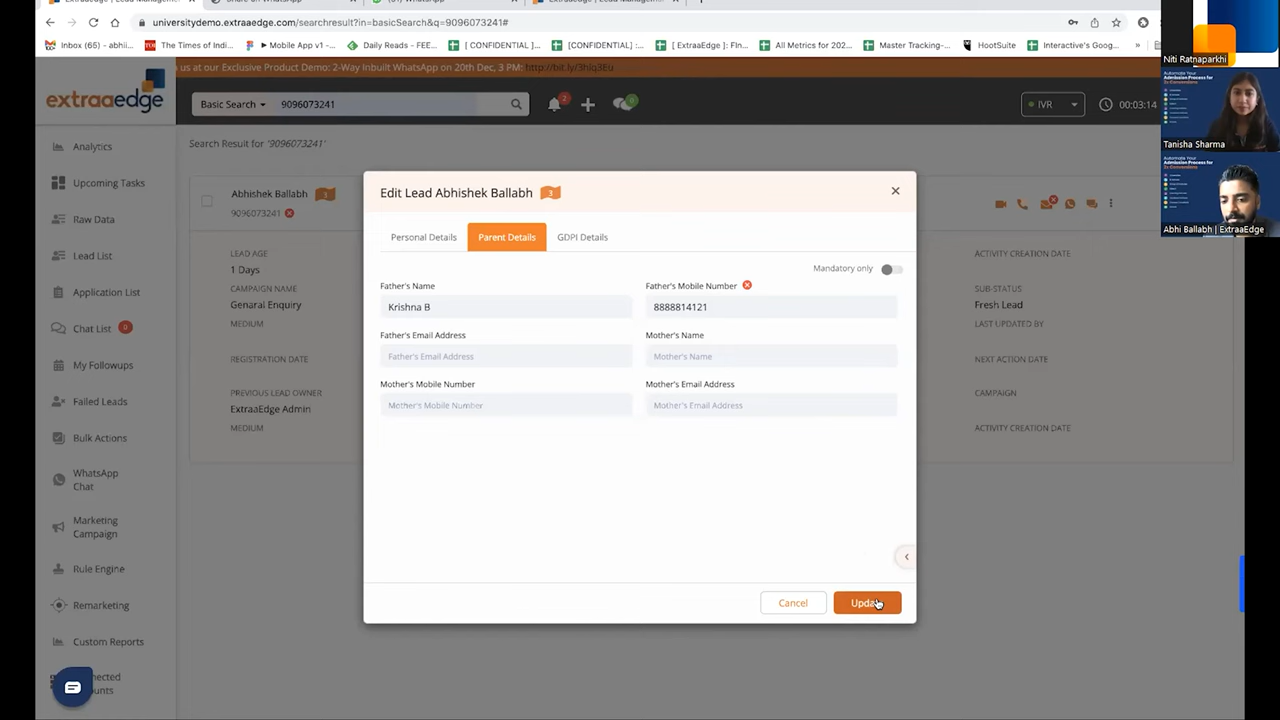 universitydemo.extraaedge.com/searchresult?in=basicSearch&q=9096073241#
Inbox (65) - abhii...
The Times of Indi...
Mobile App v1 -...
Daily Reads - FEE...
[ CONFIDENTIAL ]...
[CONFIDENTIAL] :...
[ ExtraaEdge ]: FIn...
All Metrics for 202...
Master Tracking-...
HootSuite
Interactive's Goog...
us at our Exclusive Product Demo: 2-Way Inbuilt WhatsApp on 20th Dec, 3 PM: http://bit.ly/3hIq3Eu
extraaedge
Basic Search
9096073241
2
0
IVR
00:03:14
Niti Ratnaparkhi
Tanisha Sharma
Abhi Ballabh | ExtraaEdge
Analytics
Upcoming Tasks
Raw Data
Lead List
Application List
Chat List 0
My Followups
Failed Leads
Bulk Actions
WhatsApp
Chat
Marketing
Campaign
Rule Engine
Remarketing
Custom Reports
Search Result for '9096073241'
Abhishek Ballabh
9096073241
LEAD AGE
1 Days
CAMPAIGN NAME
Genaral Enquiry
MEDIUM
REGISTRATION DATE
PREVIOUS LEAD OWNER
ExtraaEdge Admin
MEDIUM
Edit Lead Abhishek Ballabh 3
Personal Details
Parent Details
GDPI Details
Mandatory only
Father's Name
Father's Mobile Number
Krishna B
8888814121
Father's Email Address
Mother's Name
Father's Email Address
Mother's Name
Mother's Mobile Number
Mother's Email Address
Mother's Mobile Number
Mother's Email Address
Cancel
ACTIVITY CREATION DATE
SUB-STATUS
Fresh Lead
LAST UPDATED BY
NEXT ACTION DATE
CAMPAIGN
ACTIVITY CREATION DATE